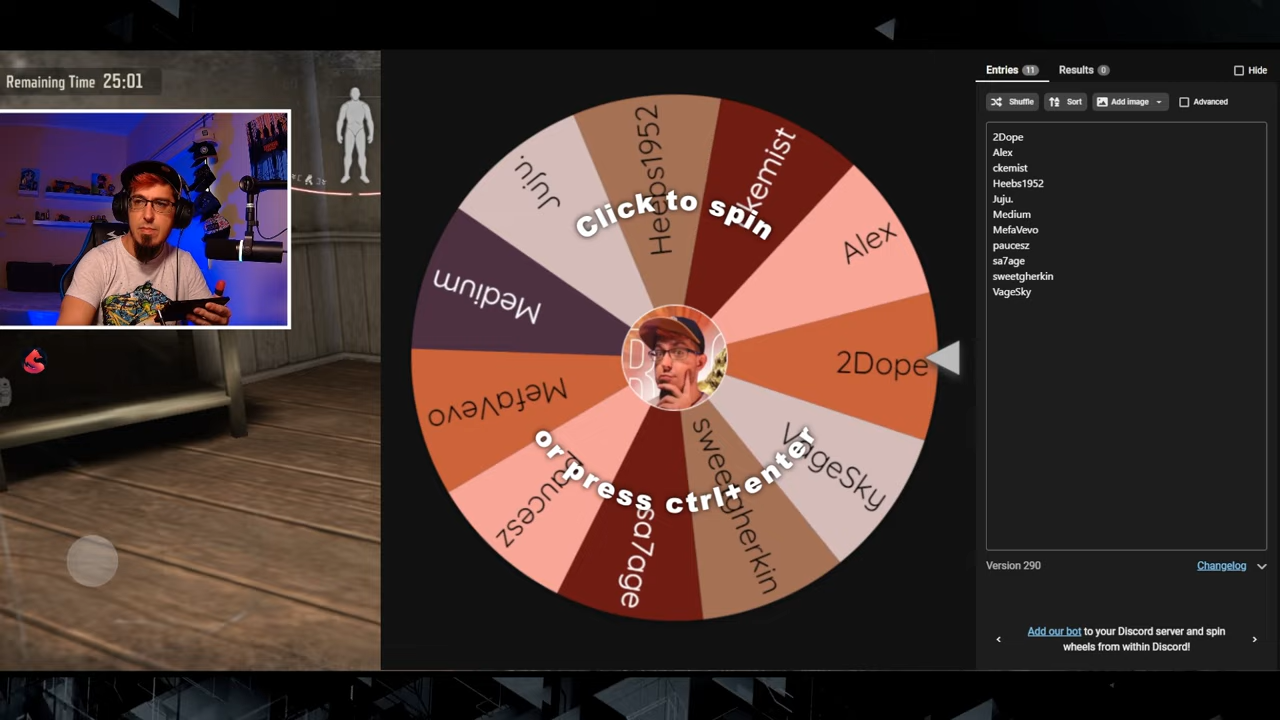 Remaining Time 25:01
Entries 11 Results 0 Hide
Shuffle Sort Add image Advanced
2Dope
Alex
ckemist
Heebs1952
Juju.
Medium
MefaVevo
paucesz
sa7age
sweetgherkin
VageSky
Heebs1952
ckemist
Alex
2Dope
VageSky
sweetgherkin
sa7age
paucesz
MefaVevo
Medium
Juju.
Click to spin
or press ctrl+enter
Version 290 Changelog
Add our bot to your Discord server and spin
wheels from within Discord!